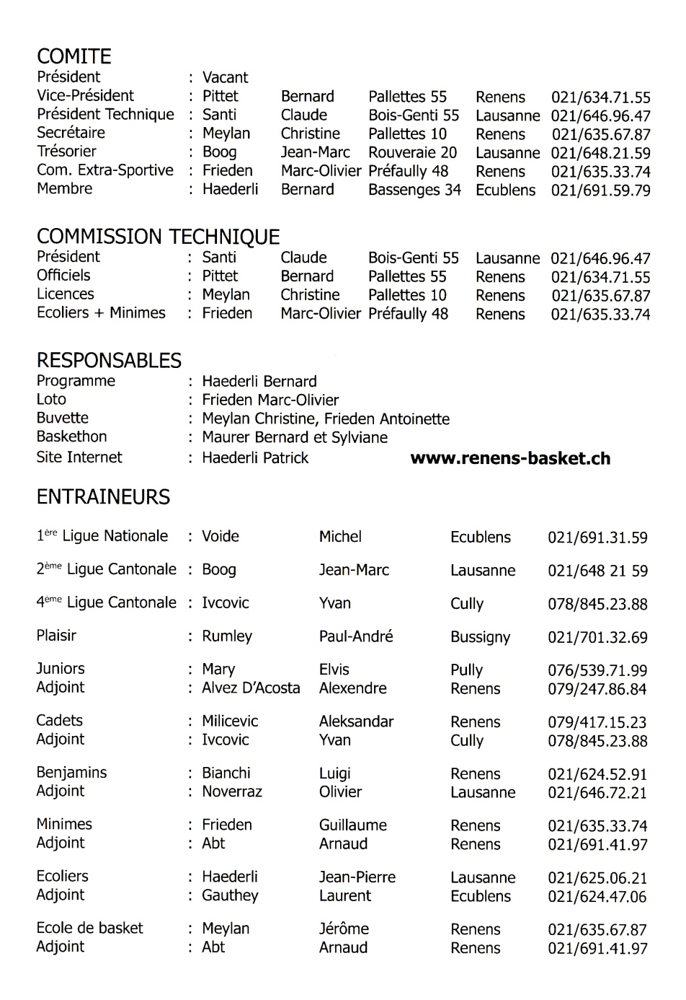 COMITE
Président : Vacant
Vice-Président : Pittet Bernard Pallettes 55 Renens 021/634.71.55
Président Technique : Santi Claude Bois-Genti 55 Lausanne 021/646.96.47
Secrétaire : Meylan Christine Pallettes 10 Renens 021/635.67.87
Trésorier : Boog Jean-Marc Rouveraie 20 Lausanne 021/648.21.59
Com. Extra-Sportive : Frieden Marc-Olivier Préfaully 48 Renens 021/635.33.74
Membre : Haederli Bernard Bassenges 34 Ecublens 021/691.59.79
COMMISSION TECHNIQUE
Président : Santi Claude Bois-Genti 55 Lausanne 021/646.96.47
Officiels : Pittet Bernard Pallettes 55 Renens 021/634.71.55
Licences : Meylan Christine Pallettes 10 Renens 021/635.67.87
Ecoliers + Minimes : Frieden Marc-Olivier Préfaully 48 Renens 021/635.33.74
RESPONSABLES
Programme : Haederli Bernard
Loto : Frieden Marc-Olivier
Buvette : Meylan Christine, Frieden Antoinette
Baskethon : Maurer Bernard et Sylviane
Site Internet : Haederli Patrick www.renens-basket.ch
ENTRAINEURS
1ère Ligue Nationale : Voide Michel Ecublens 021/691.31.59
2ème Ligue Cantonale : Boog Jean-Marc Lausanne 021/648 21 59
4ème Ligue Cantonale : Ivcovic Yvan Cully 078/845.23.88
Plaisir : Rumley Paul-André Bussigny 021/701.32.69
Juniors : Mary Elvis Pully 076/539.71.99
Adjoint : Alvez D'Acosta Alexendre Renens 079/247.86.84
Cadets : Milicevic Aleksandar Renens 079/417.15.23
Adjoint : Ivcovic Yvan Cully 078/845.23.88
Benjamins : Bianchi Luigi Renens 021/624.52.91
Adjoint : Noverraz Olivier Lausanne 021/646.72.21
Minimes : Frieden Guillaume Renens 021/635.33.74
Adjoint : Abt Arnaud Renens 021/691.41.97
Ecoliers : Haederli Jean-Pierre Lausanne 021/625.06.21
Adjoint : Gauthey Laurent Ecublens 021/624.47.06
Ecole de basket : Meylan Jérôme Renens 021/635.67.87
Adjoint : Abt Arnaud Renens 021/691.41.97